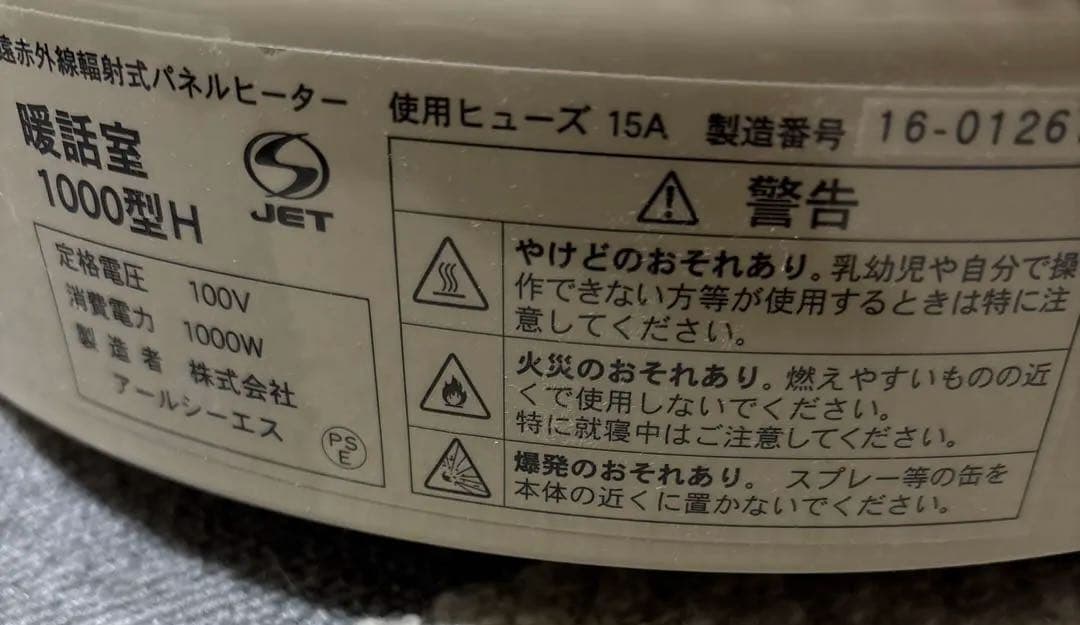 遠赤外線輻射式パネルヒーター
暖話室
1000型H
JET
定格電圧 100V
消費電力 1000W
製造者 株式会社
アールシーエス
PS
E
使用ヒューズ 15A 製造番号 16-01267
警告
やけどのおそれあり。乳幼児や自分で操
作できない方等が使用するときは特に注
意してください。
火災のおそれあり。燃えやすいものの近
くで使用しないでください。
特に就寝中はご注意してください。
爆発のおそれあり。 スプレー等の缶を
本体の近くに置かないでください。